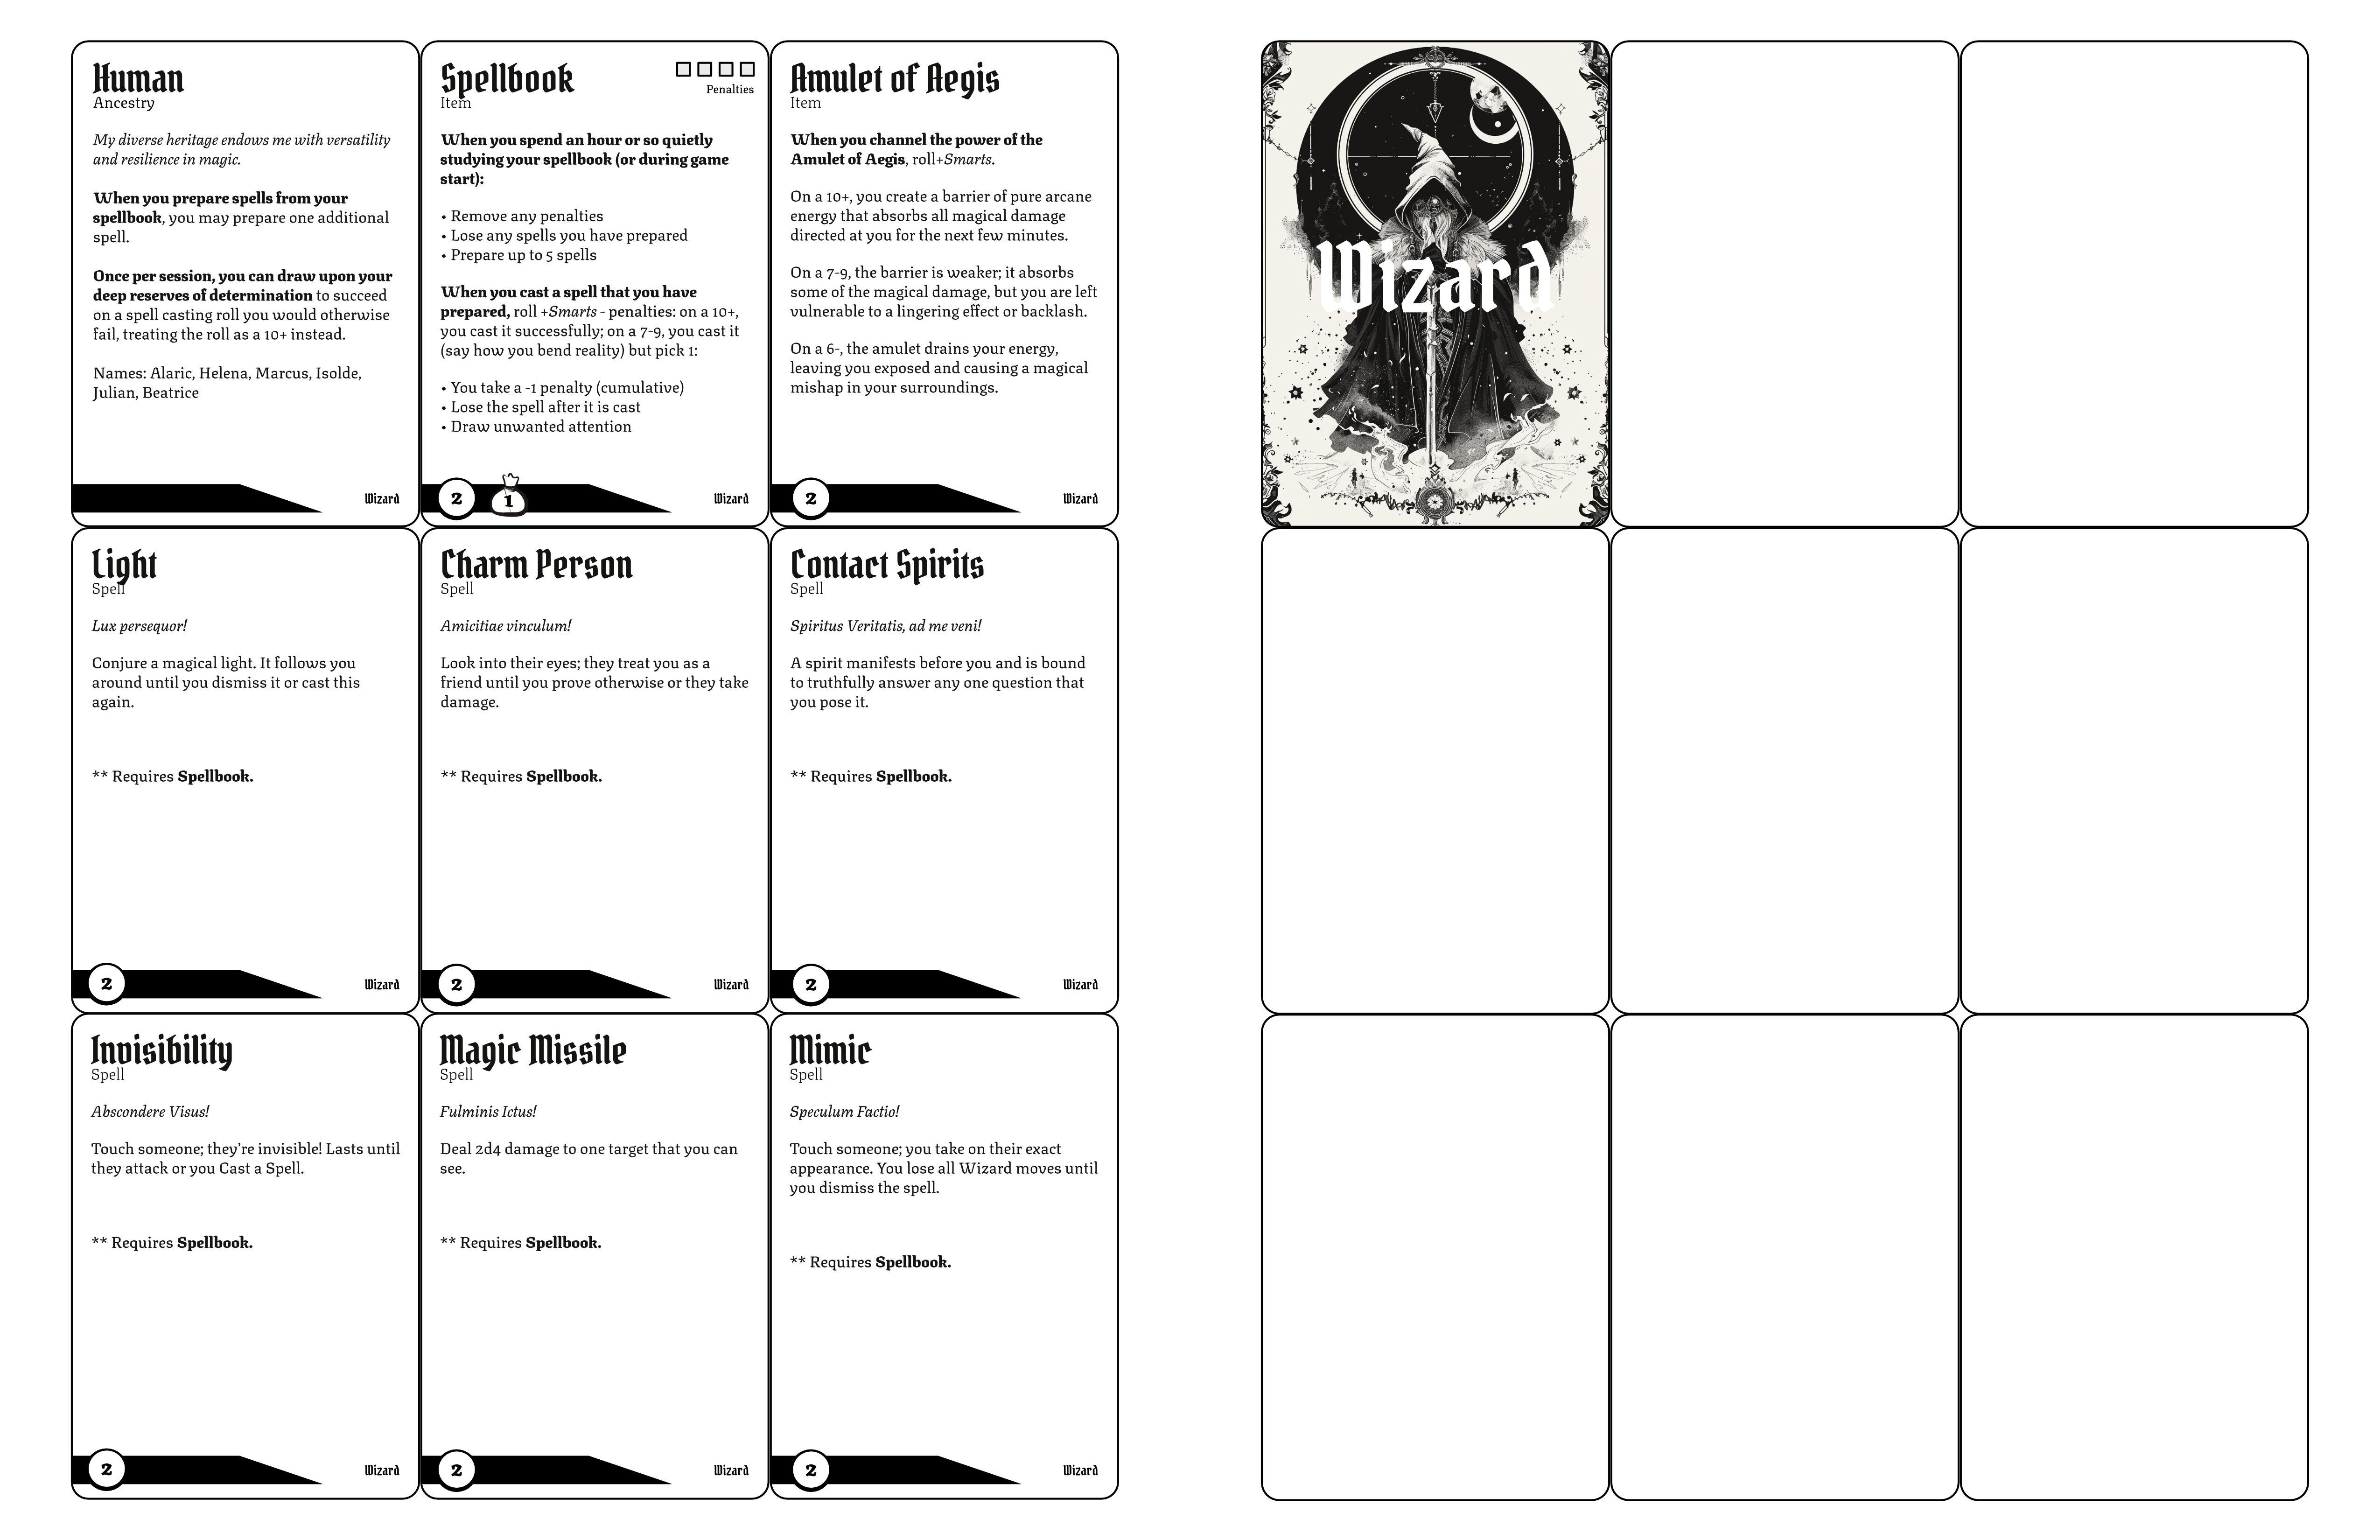 Human
Ancestry
My diverse heritage endows me with versatility
and resilience in magic.
When you prepare spells from your
spellbook, you may prepare one additional
spell.
Once per session, you can draw upon your
deep reserves of determination to succeed
on a spell casting roll you would otherwise
fail, treating the roll as a 10+ instead.
Names: Alaric, Helena, Marcus, Isolde,
Julian, Beatrice
Wizard
Spellbook
Penalties
Item
When you spend an hour or so quietly
studying your spellbook (or during game
start):
• Remove any penalties
• Lose any spells you have prepared
• Prepare up to 5 spells
When you cast a spell that you have
prepared, roll +Smarts - penalties: on a 10+,
you cast it successfully; on a 7-9, you cast it
(say how you bend reality) but pick 1:
• You take a -1 penalty (cumulative)
• Lose the spell after it is cast
• Draw unwanted attention
2
1
Wizard
Amulet of Aegis
Item
When you channel the power of the
Amulet of Aegis, roll+Smarts.
On a 10+, you create a barrier of pure arcane
energy that absorbs all magical damage
directed at you for the next few minutes.
On a 7-9, the barrier is weaker; it absorbs
some of the magical damage, but you are left
vulnerable to a lingering effect or backlash.
On a 6-, the amulet drains your energy,
leaving you exposed and causing a magical
mishap in your surroundings.
2
Wizard
Light
Spell
Lux persequor!
Conjure a magical light. It follows you
around until you dismiss it or cast this
again.
** Requires Spellbook.
2
Wizard
Charm Person
Spell
Amicitiae vinculum!
Look into their eyes; they treat you as a
friend until you prove otherwise or they take
damage.
** Requires Spellbook.
2
Wizard
Contact Spirits
Spell
Spiritus Veritatis, ad me veni!
A spirit manifests before you and is bound
to truthfully answer any one question that
you pose it.
** Requires Spellbook.
2
Wizard
Invisibility
Spell
Abscondere Visus!
Touch someone; they're invisible! Lasts until
they attack or you Cast a Spell.
** Requires Spellbook.
2
Wizard
Magic Missile
Spell
Fulminis Ictus!
Deal 2d4 damage to one target that you can
see.
** Requires Spellbook.
2
Wizard
Mimic
Spell
Speculum Factio!
Touch someone; you take on their exact
appearance. You lose all Wizard moves until
you dismiss the spell.
** Requires Spellbook.
2
Wizard
Wizard